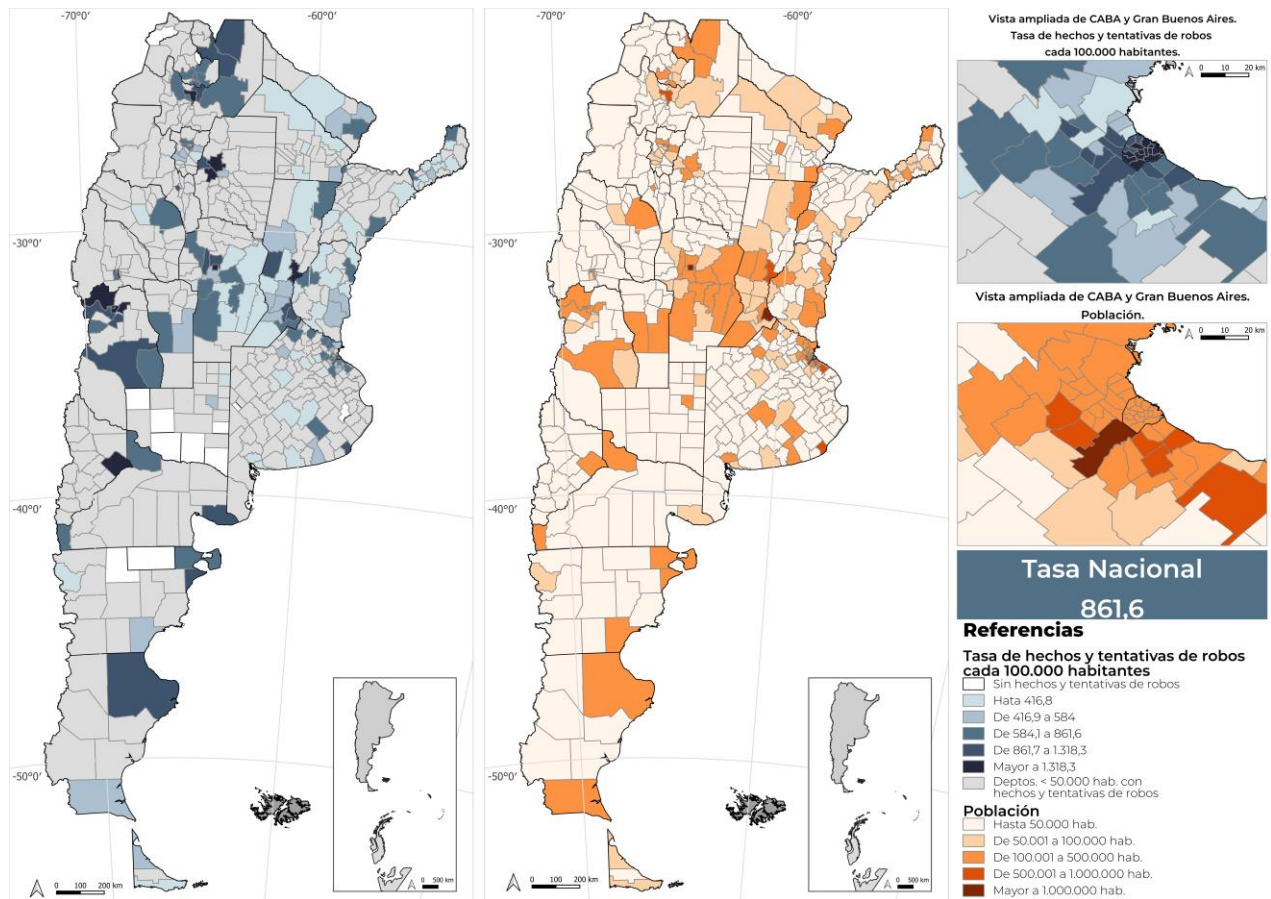 -70°0'
-60°0'
-30°0'
-40°0'
-50°0'
0 100 200 km
0 500 km
-70°0'
-60°0'
-30°0'
-40°0'
-50°0'
0 100 200 km
0 500 km
Vista ampliada de CABA y Gran Buenos Aires.
Tasa de hechos y tentativas de robos
cada 100.000 habitantes.
0 10 20 km
Vista ampliada de CABA y Gran Buenos Aires.
Población.
0 10 20 km
Tasa Nacional
861,6
Referencias
Tasa de hechos y tentativas de robos
cada 100.000 habitantes
Sin hechos y tentativas de robos
Hata 416,8
De 416,9 a 584
De 584,1 a 861,6
De 861,7 a 1.318,3
Mayor a 1.318,3
Deptos. < 50.000 hab. con
hechos y tentativas de robos
Población
Hasta 50.000 hab.
De 50.001 a 100.000 hab.
De 100.001 a 500.000 hab.
De 500.001 a 1.000.000 hab.
Mayor a 1.000.000 hab.